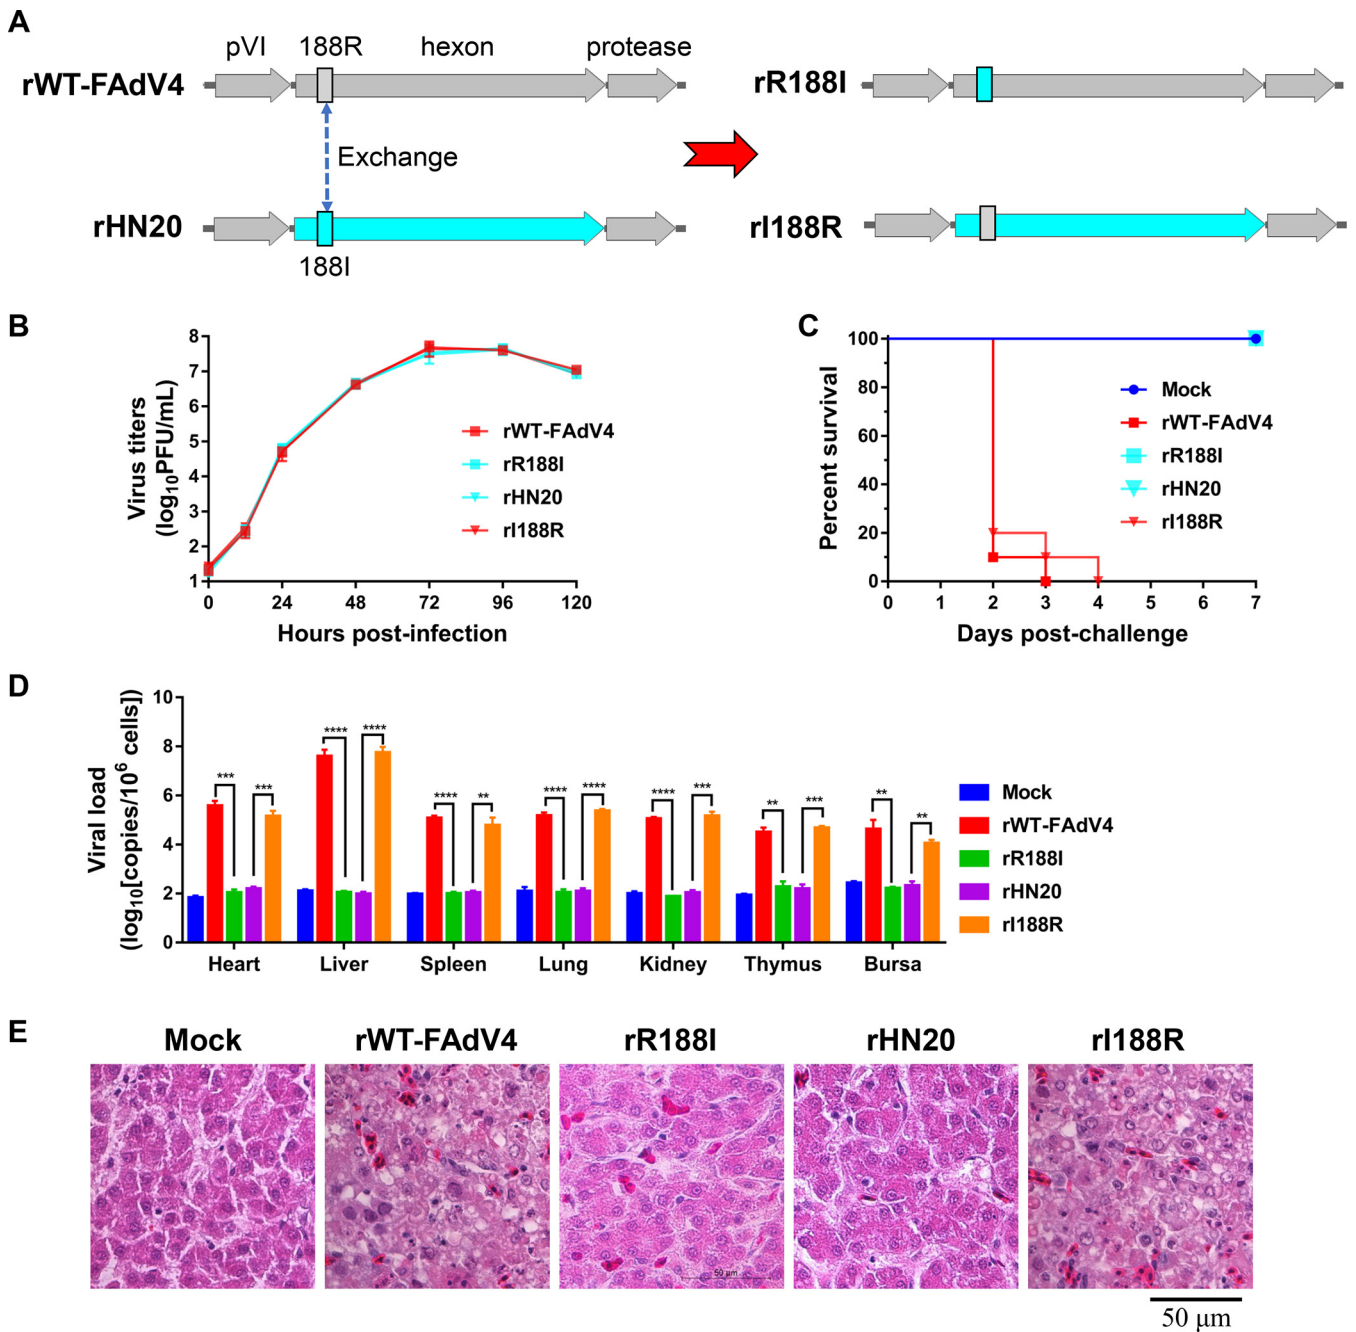 A
pVI 188R hexon protease
rWT-FAdV4
rR188I
Exchange
rHN20
rI188R
188I
B
Virus titers
(log10PFU/mL)
8
7
6
5
4
3
2
1
0 24 48 72 96 120
Hours post-infection
rWT-FAdV4
rR188I
rHN20
rI188R
C
Percent survival
100
80
60
40
20
0
0 1 2 3 4 5 6 7
Days post-challenge
Mock
rWT-FAdV4
rR188I
rHN20
rI188R
D
Viral load
(log10[copies/10^6 cells])
10
8
6
4
2
0
*** *** **** **** **** ** **** **** **** *** ** *** ** **
Heart Liver Spleen Lung Kidney Thymus Bursa
Mock
rWT-FAdV4
rR188I
rHN20
rI188R
E
Mock rWT-FAdV4 rR188I rHN20 rI188R
50 µm
50 µm